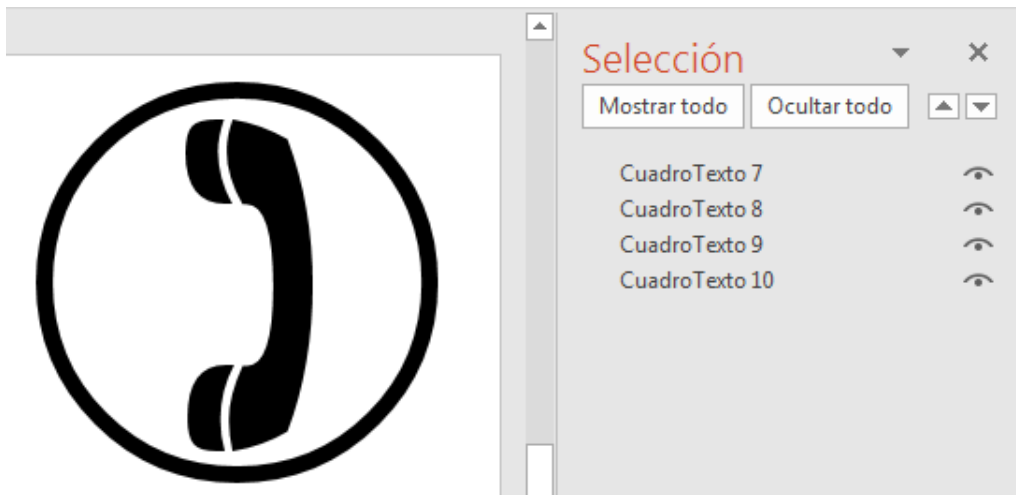 Selección
Mostrar todo Ocultar todo
CuadroTexto 7
CuadroTexto 8
CuadroTexto 9
CuadroTexto 10